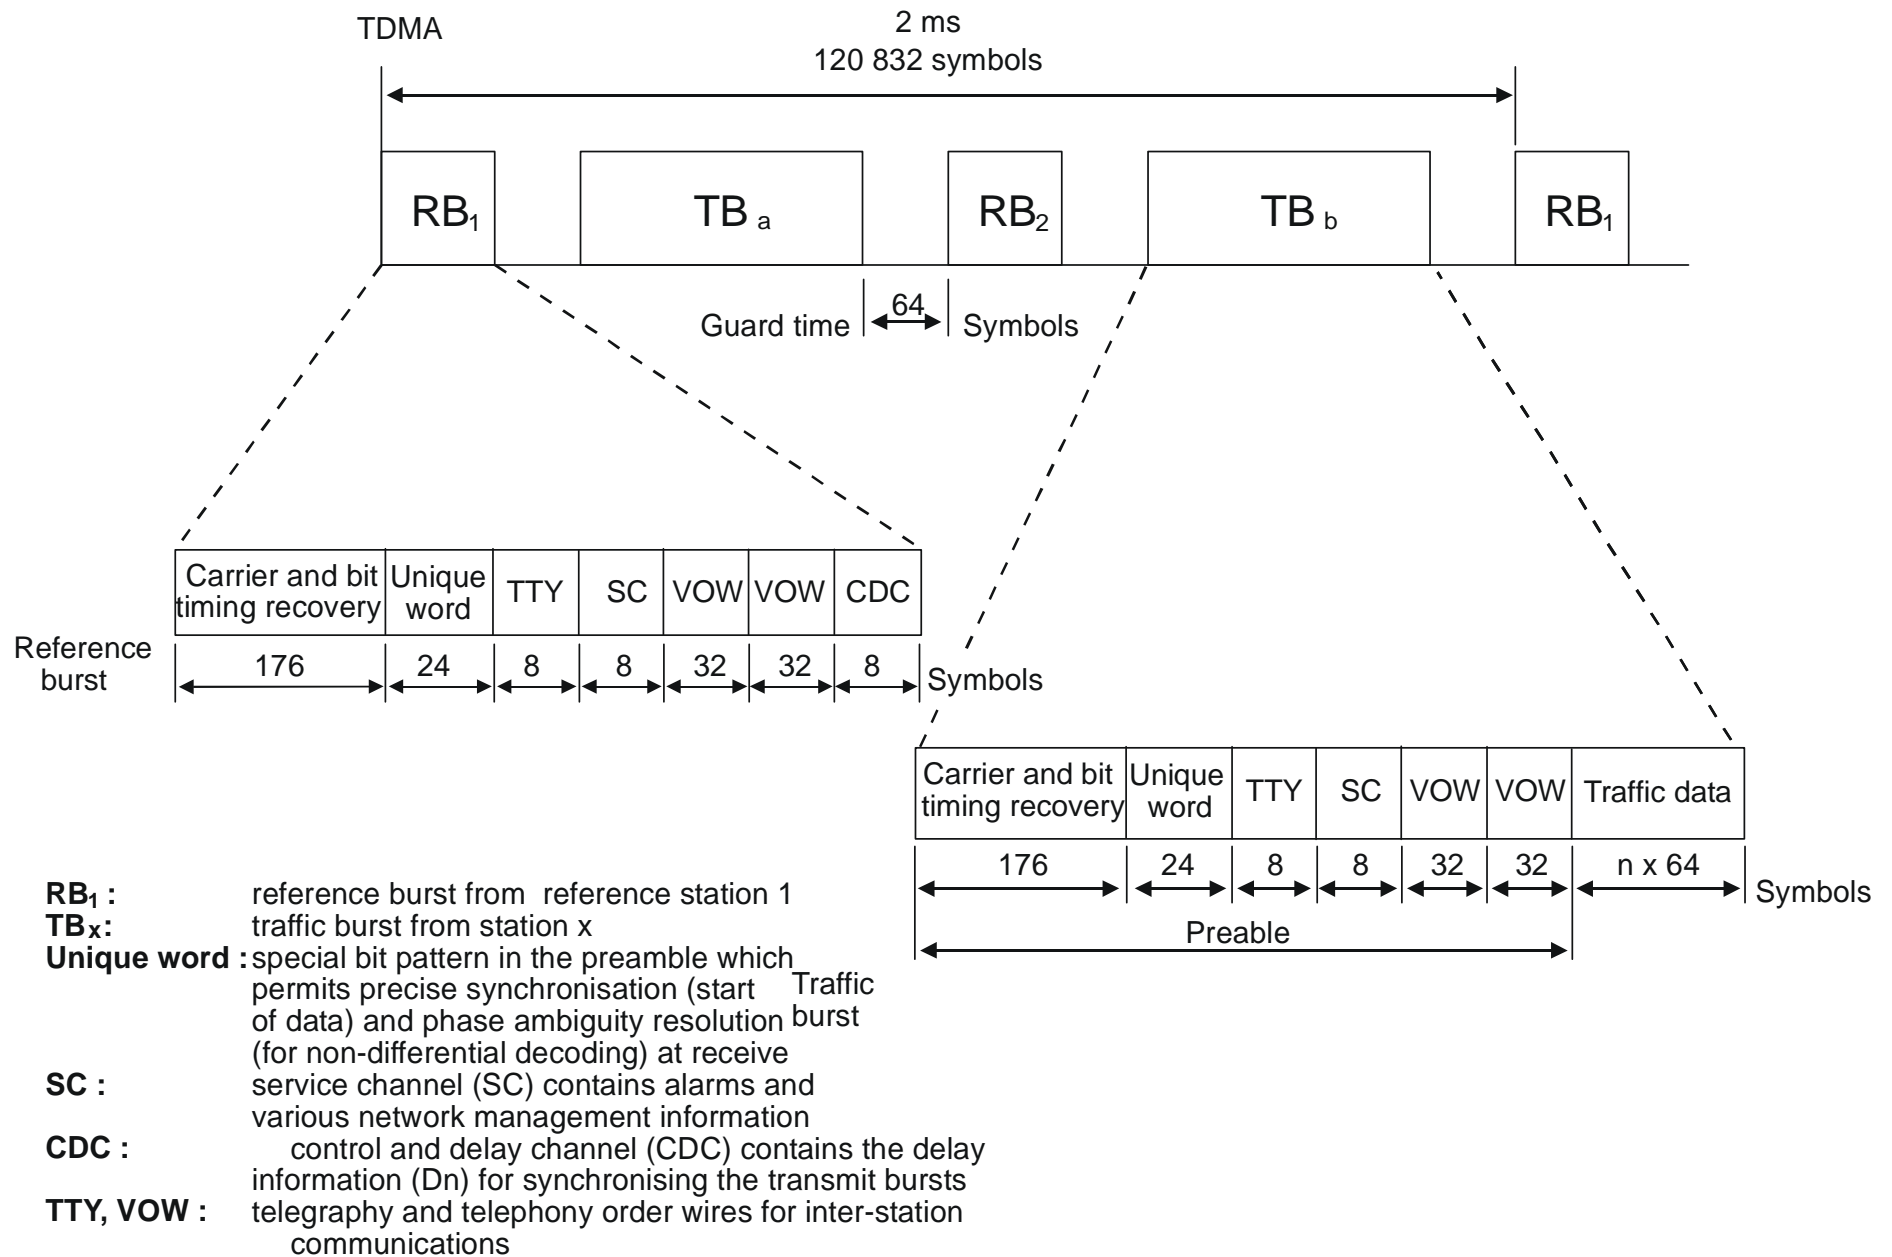 TDMA
2 ms
120 832 symbols
RB1
TB a
RB2
TB b
RB1
64
Guard time
Symbols
Carrier and bit
timing recovery
Unique
word
TTY
SC
VOW
VOW
CDC
Reference
burst
176
24
8
8
32
32
8
Symbols
Carrier and bit
timing recovery
Unique
word
TTY
SC
VOW
VOW
Traffic data
176
24
8
8
32
32
n x 64
Symbols
Preable
Traffic
burst
RB1 : reference burst from reference station 1
TBx: traffic burst from station x
Unique word : special bit pattern in the preamble which
permits precise synchronisation (start
of data) and phase ambiguity resolution
(for non-differential decoding) at receive
SC : service channel (SC) contains alarms and
various network management information
CDC : control and delay channel (CDC) contains the delay
information (Dn) for synchronising the transmit bursts
TTY, VOW : telegraphy and telephony order wires for inter-station
communications